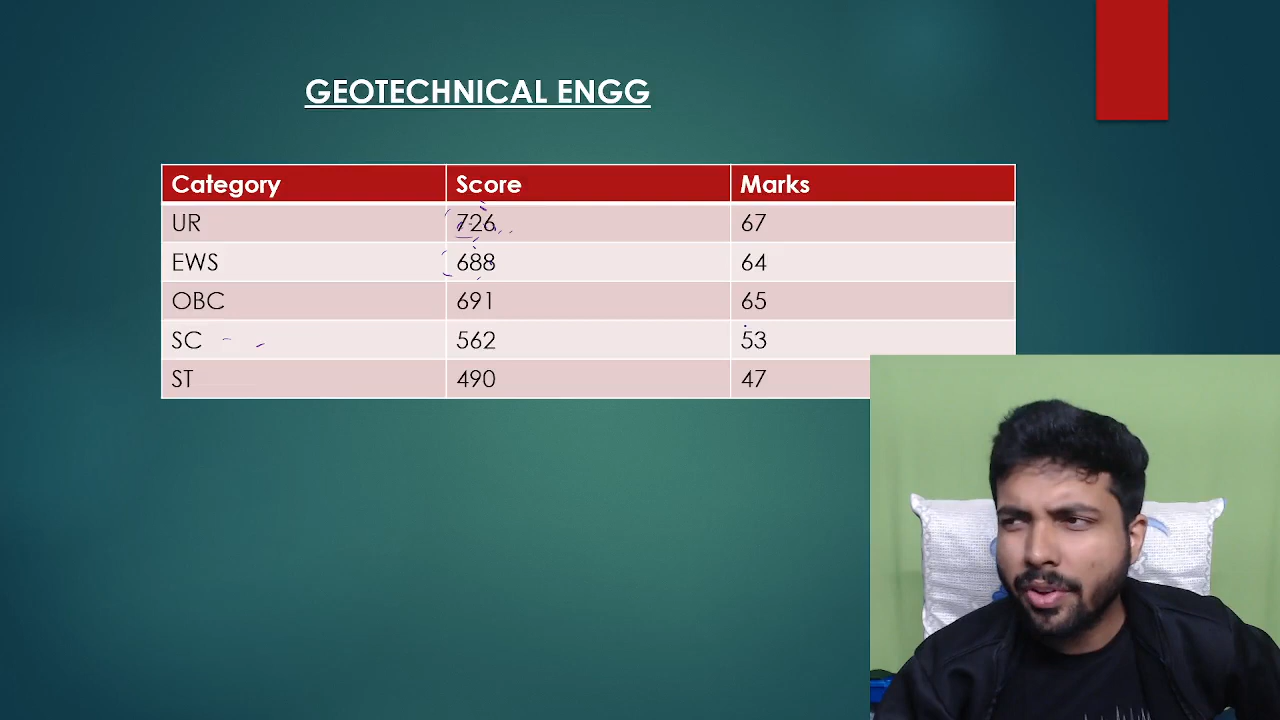 GEOTECHNICAL ENGG
Category Score Marks
UR 726 67
EWS 688 64
OBC 691 65
SC 562 53
ST 490 47